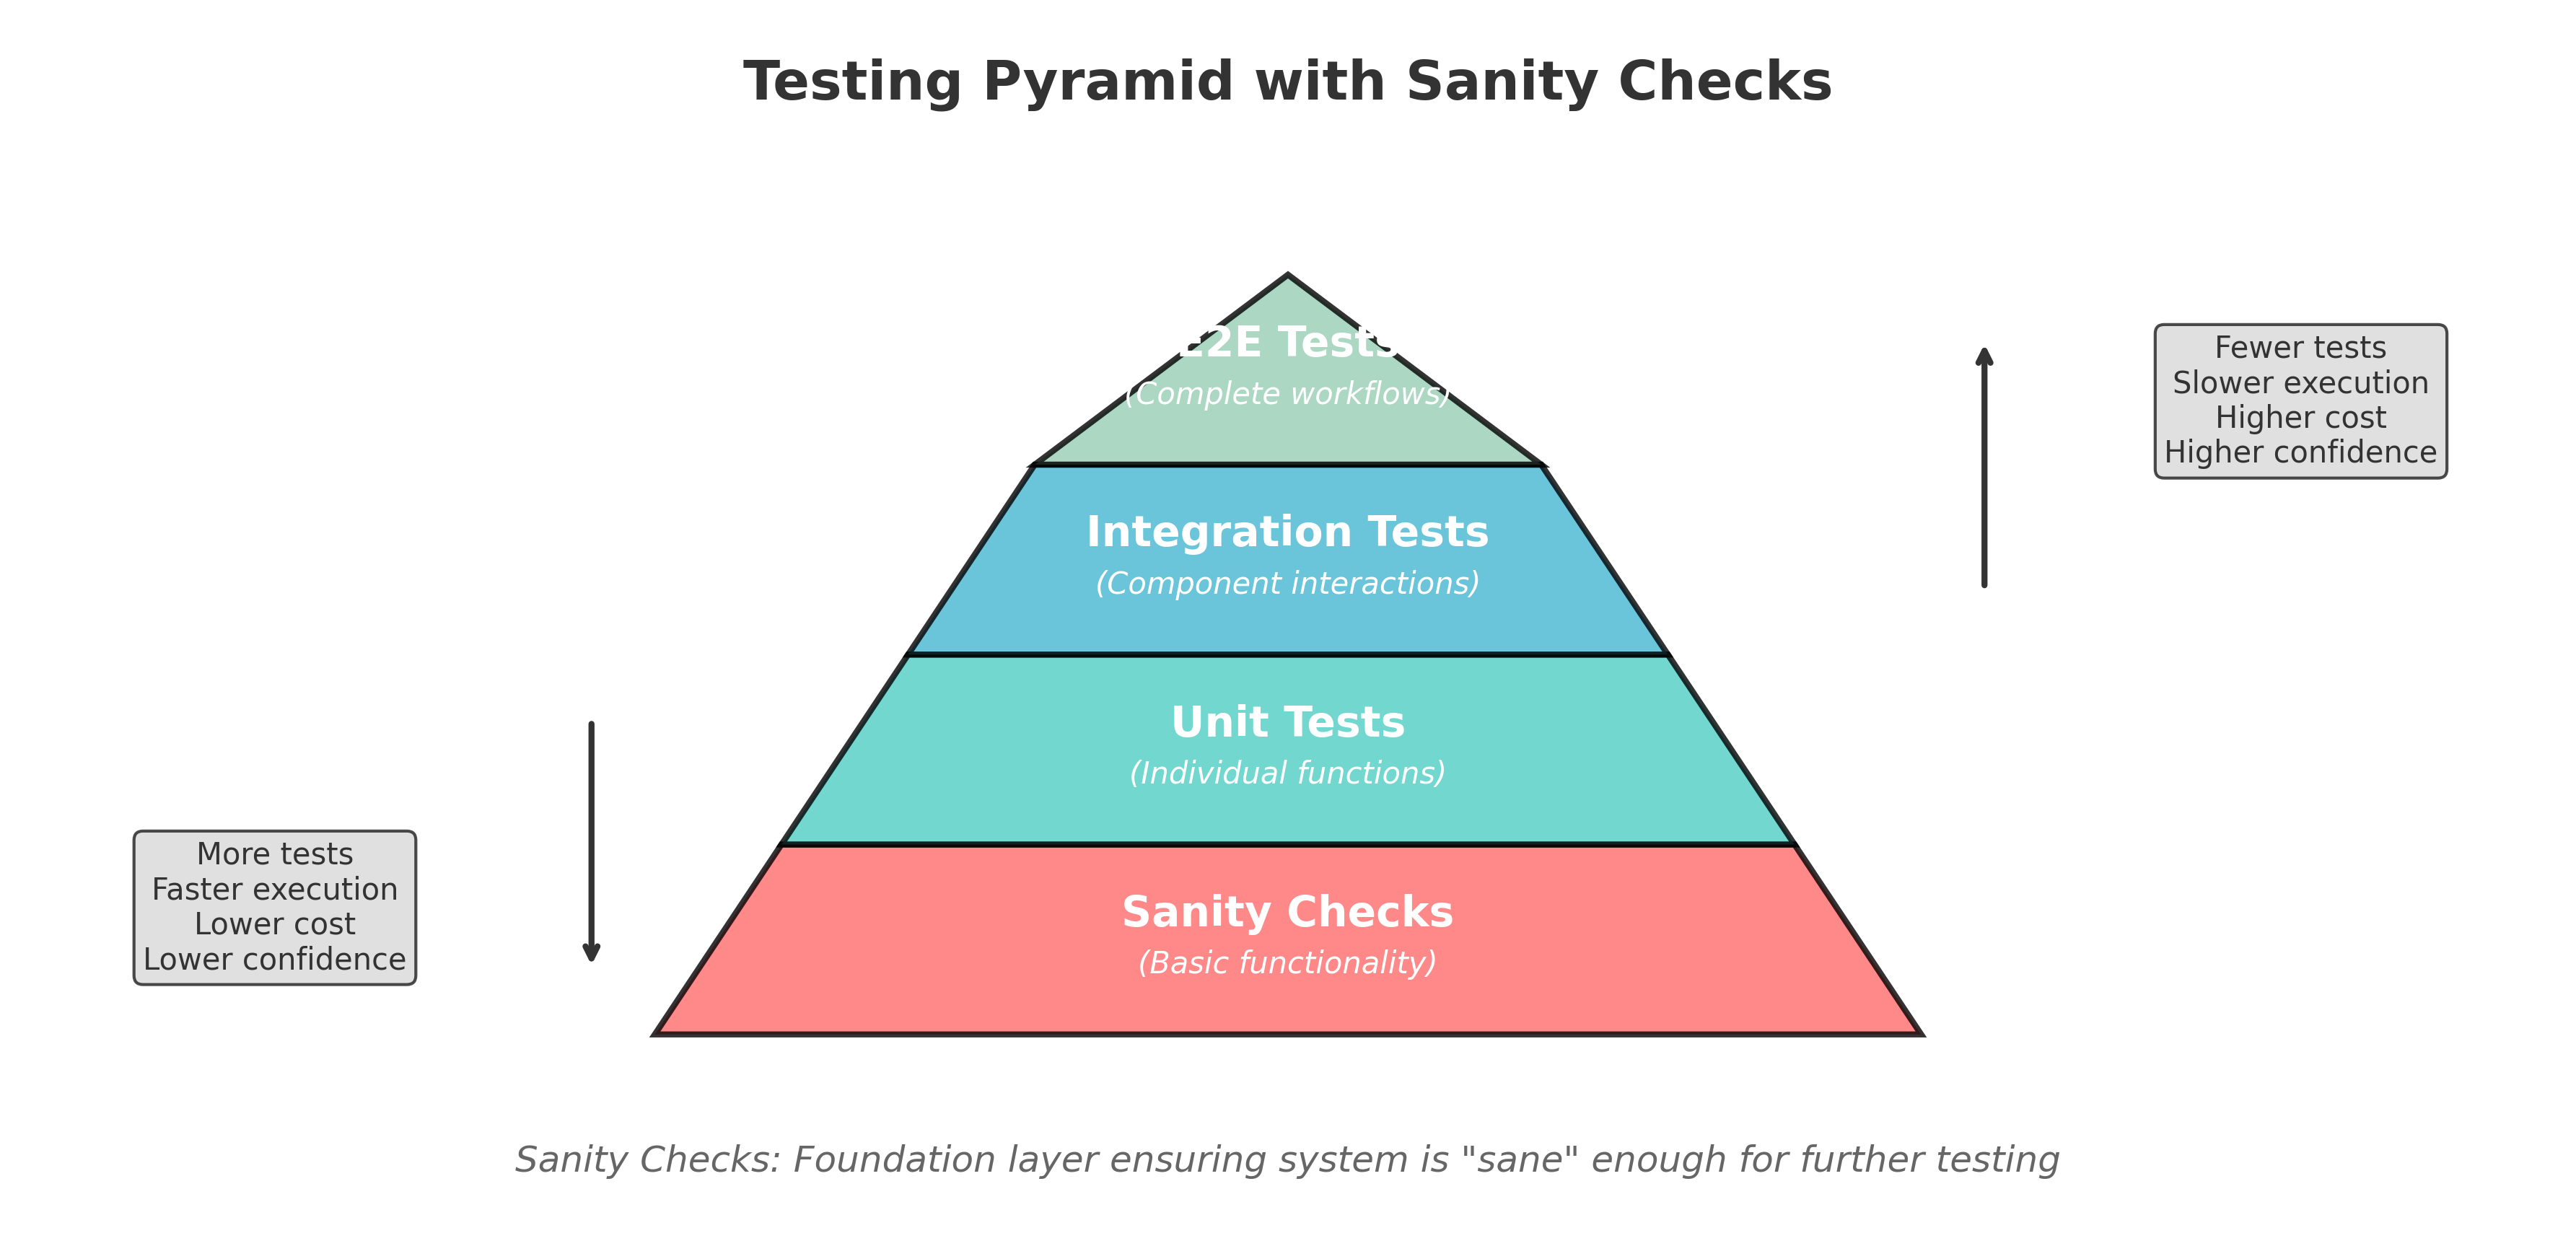 Testing Pyramid with Sanity Checks
E2E Tests
(Complete workflows)
Fewer tests
Slower execution
Higher cost
Higher confidence
Integration Tests
(Component interactions)
Unit Tests
(Individual functions)
More tests
Faster execution
Lower cost
Lower confidence
Sanity Checks
(Basic functionality)
Sanity Checks: Foundation layer ensuring system is "sane" enough for further testing